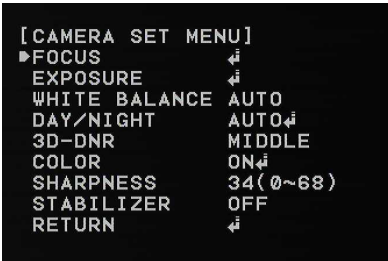 [CAMERA SET MENU]
▶FOCUS ↲
EXPOSURE ↲
WHITE BALANCE AUTO
DAY/NIGHT AUTO↲
3D-DNR MIDDLE
COLOR ON↲
SHARPNESS 34(0~68)
STABILIZER OFF
RETURN ↲